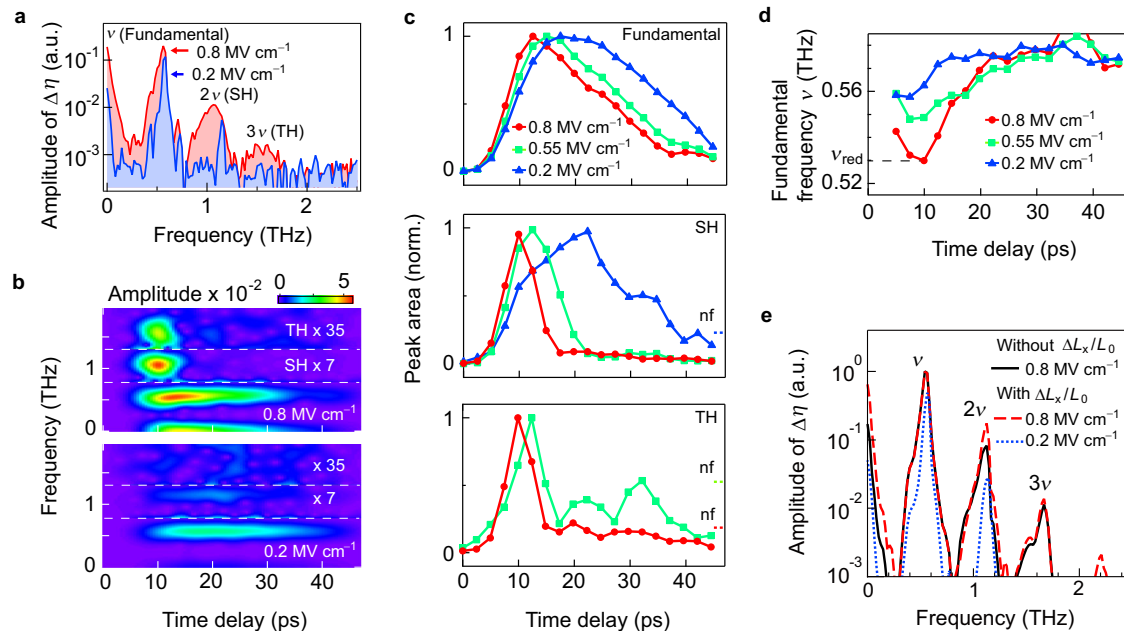 a
Amplitude of Δη (a.u.)
10⁻¹
10⁻²
10⁻³
ν (Fundamental)
0.8 MV cm⁻¹
0.2 MV cm⁻¹
2ν (SH)
3ν (TH)
0
1
2
Frequency (THz)
b
Amplitude x 10⁻²
0
5
Frequency (THz)
TH x 35
SH x 7
0.8 MV cm⁻¹
1
0
x 35
x 7
0.2 MV cm⁻¹
1
0
10
20
30
40
Time delay (ps)
c
Peak area (norm.)
Fundamental
1
0
0.8 MV cm⁻¹
0.55 MV cm⁻¹
0.2 MV cm⁻¹
SH
1
0
nf
TH
1
0
nf
nf
0
10
20
30
40
Time delay (ps)
d
Fundamental
frequency ν (THz)
0.56
ν_red
0.52
0.8 MV cm⁻¹
0.55 MV cm⁻¹
0.2 MV cm⁻¹
0
10
20
30
40
Time delay (ps)
e
Amplitude of Δη (a.u.)
10⁰
10⁻¹
10⁻²
10⁻³
ν
2ν
3ν
Without ΔLₓ/L₀
0.8 MV cm⁻¹
With ΔLₓ/L₀
0.8 MV cm⁻¹
0.2 MV cm⁻¹
0
1
2
Frequency (THz)